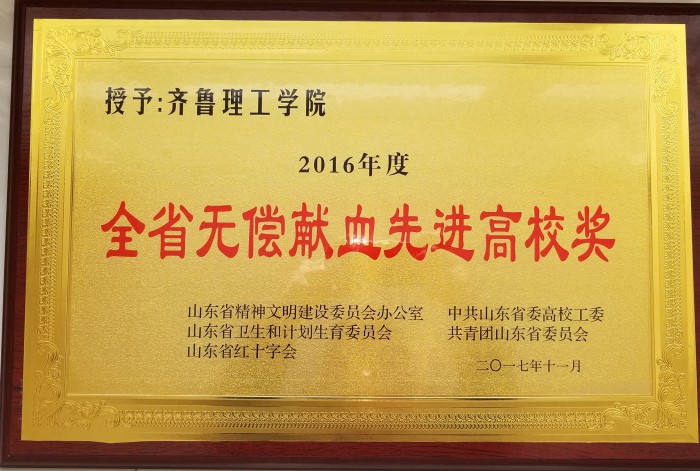 授予:齐鲁理工学院
2016年度
全省无偿献血先进高校奖
山东省精神文明建设委员会办公室 中共山东省委高校工委
山东省卫生和计划生育委员会 共青团山东省委员会
山东省红十字会 二〇一七年十一月